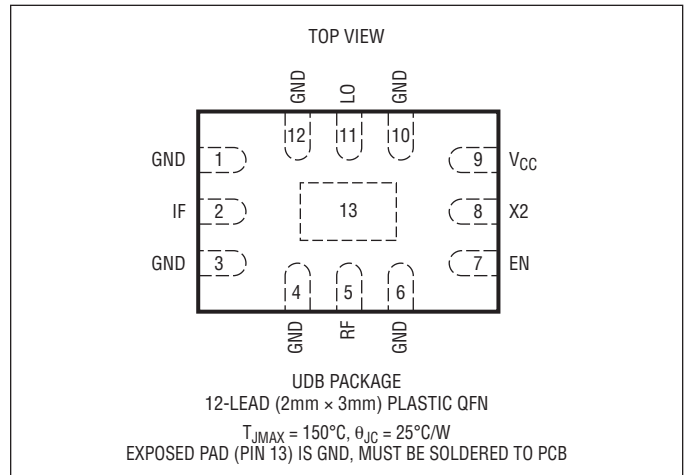 TOP VIEW
GND LO GND
12 11 10
GND 1 9 VCC
IF 2 13 8 X2
GND 3 7 EN
4 5 6
GND RF GND
UDB PACKAGE
12-LEAD (2mm × 3mm) PLASTIC QFN
TJMAX = 150°C, θJC = 25°C/W
EXPOSED PAD (PIN 13) IS GND, MUST BE SOLDERED TO PCB